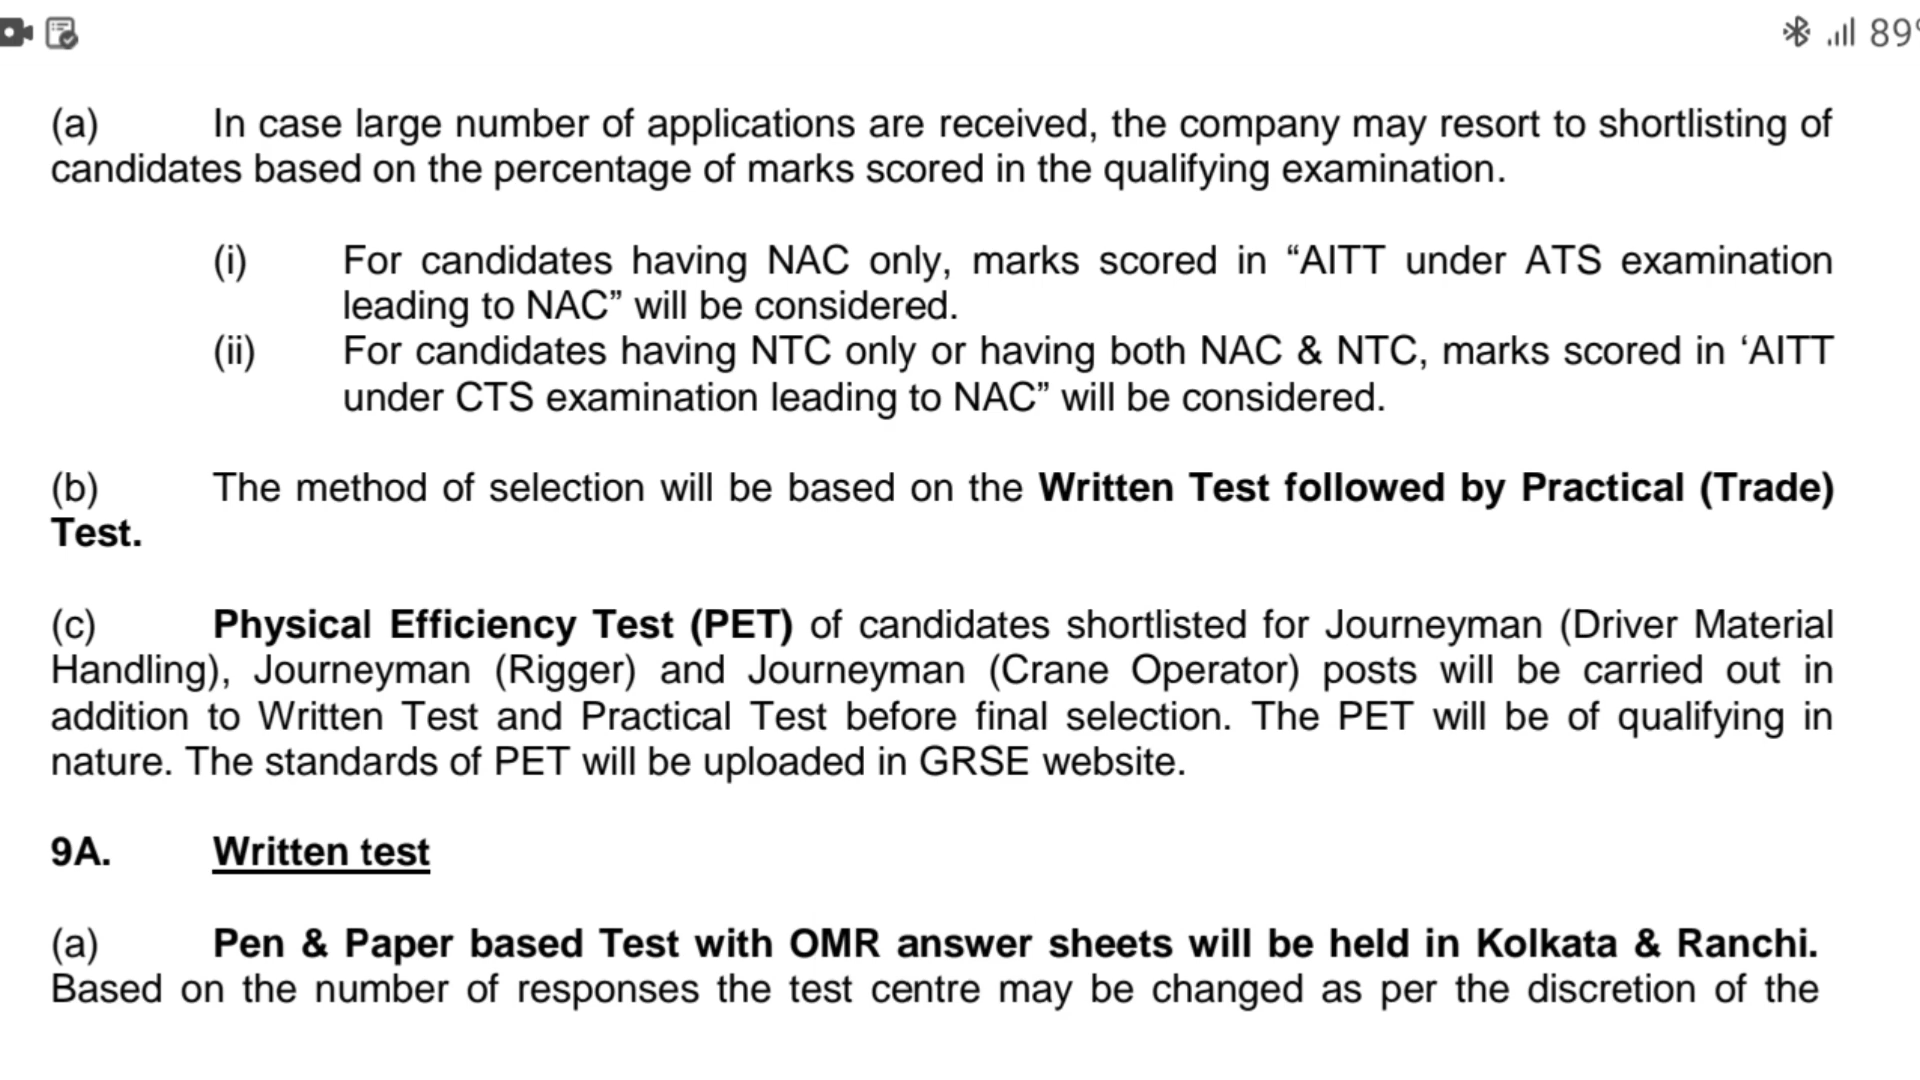 89
(a) In case large number of applications are received, the company may resort to shortlisting of
candidates based on the percentage of marks scored in the qualifying examination.
(i) For candidates having NAC only, marks scored in “AITT under ATS examination
leading to NAC” will be considered.
(ii) For candidates having NTC only or having both NAC & NTC, marks scored in ‘AITT
under CTS examination leading to NAC” will be considered.
(b) The method of selection will be based on the Written Test followed by Practical (Trade)
Test.
(c) Physical Efficiency Test (PET) of candidates shortlisted for Journeyman (Driver Material
Handling), Journeyman (Rigger) and Journeyman (Crane Operator) posts will be carried out in
addition to Written Test and Practical Test before final selection. The PET will be of qualifying in
nature. The standards of PET will be uploaded in GRSE website.
9A. Written test
(a) Pen & Paper based Test with OMR answer sheets will be held in Kolkata & Ranchi.
Based on the number of responses the test centre may be changed as per the discretion of the